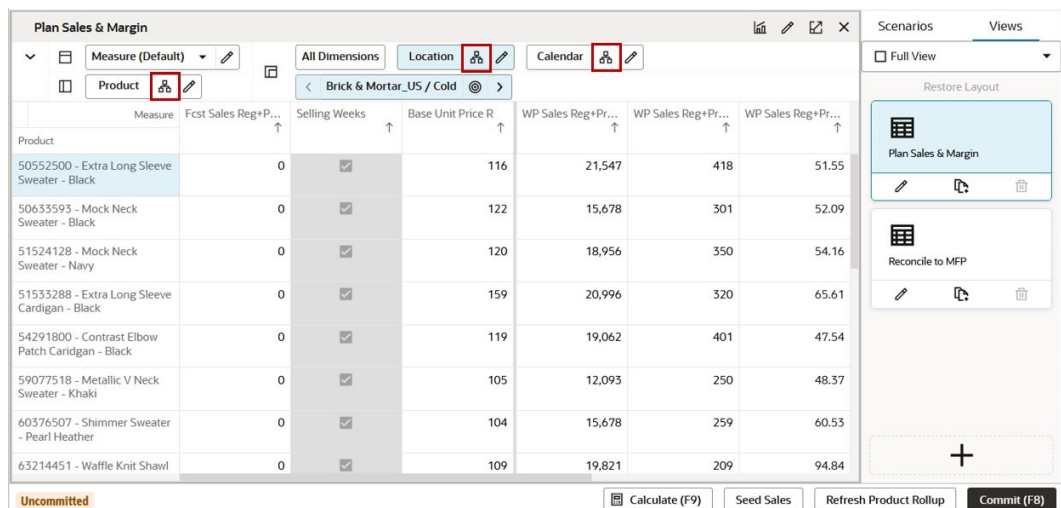 Plan Sales & Margin
Scenarios
Views
Measure (Default)
All Dimensions
Location
Calendar
Full View
Product
Brick & Mortar_US / Cold
Restore Layout
Measure
Fcst Sales Reg+P...
Selling Weeks
Base Unit Price R
WP Sales Reg+Pr...
WP Sales Reg+Pr...
WP Sales Reg+Pr...
Product
Plan Sales & Margin
50552500 - Extra Long Sleeve
Sweater - Black
0
116
21,547
418
51.55
50633593 - Mock Neck
Sweater - Black
0
122
15,678
301
52.09
51524128 - Mock Neck
Sweater - Navy
0
120
18,956
350
54.16
Reconcile to MFP
51533288 - Extra Long Sleeve
Cardigan - Black
0
159
20,996
320
65.61
54291800 - Contrast Elbow
Patch Caridgan - Black
0
119
19,062
401
47.54
59077518 - Metallic V Neck
Sweater - Khaki
0
105
12,093
250
48.37
60376507 - Shimmer Sweater
- Pearl Heather
0
104
15,678
259
60.53
63214451 - Waffle Knit Shawl
0
109
19,821
209
94.84
Uncommitted
Calculate (F9)
Seed Sales
Refresh Product Rollup
Commit (F8)